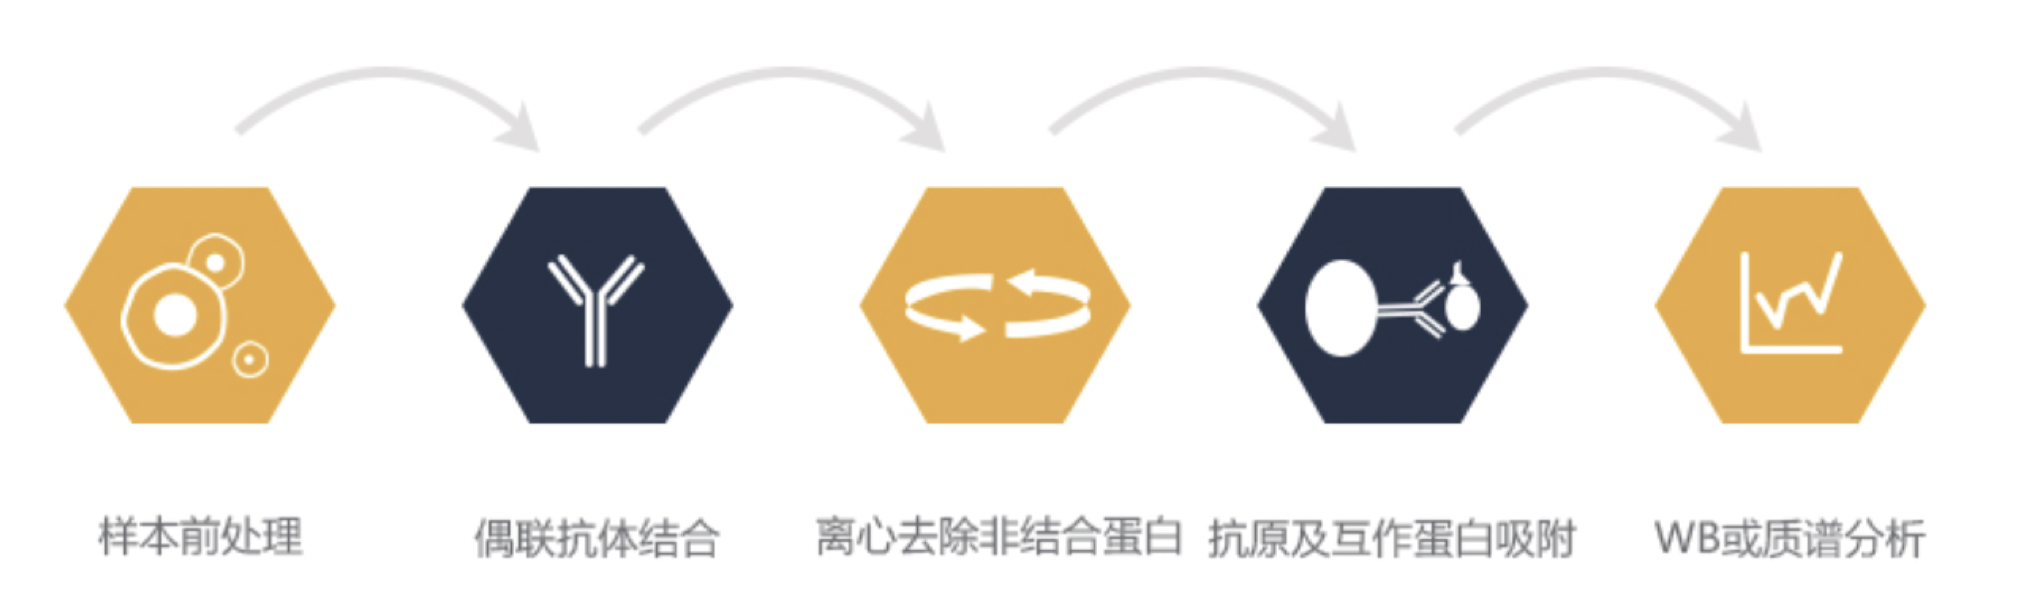 样本前处理
偶联抗体结合
离心去除非结合蛋白
抗原及互作蛋白吸附
WB或质谱分析